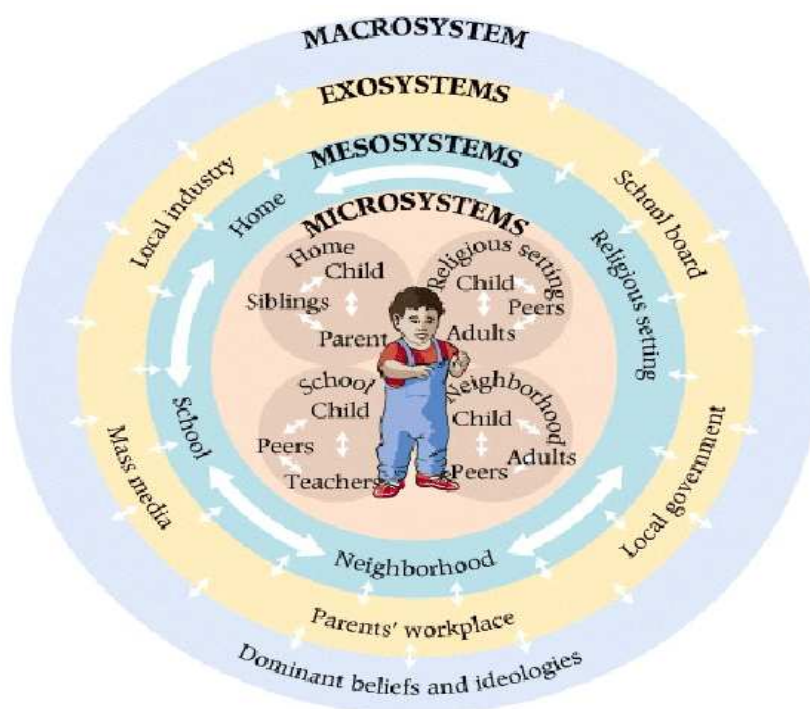 MACROSYSTEM
EXOSYSTEMS
MESOSYSTEMS
MICROSYSTEMS
Local industry
School board
Home
Religious setting
School
Neighborhood
Mass media
Local government
Parents' workplace
Dominant beliefs and ideologies
Home
Child
Siblings
Parent
Religious setting
Child
Peers
Adults
School
Child
Peers
Teachers
Neighborhood
Child
Adults
Peers